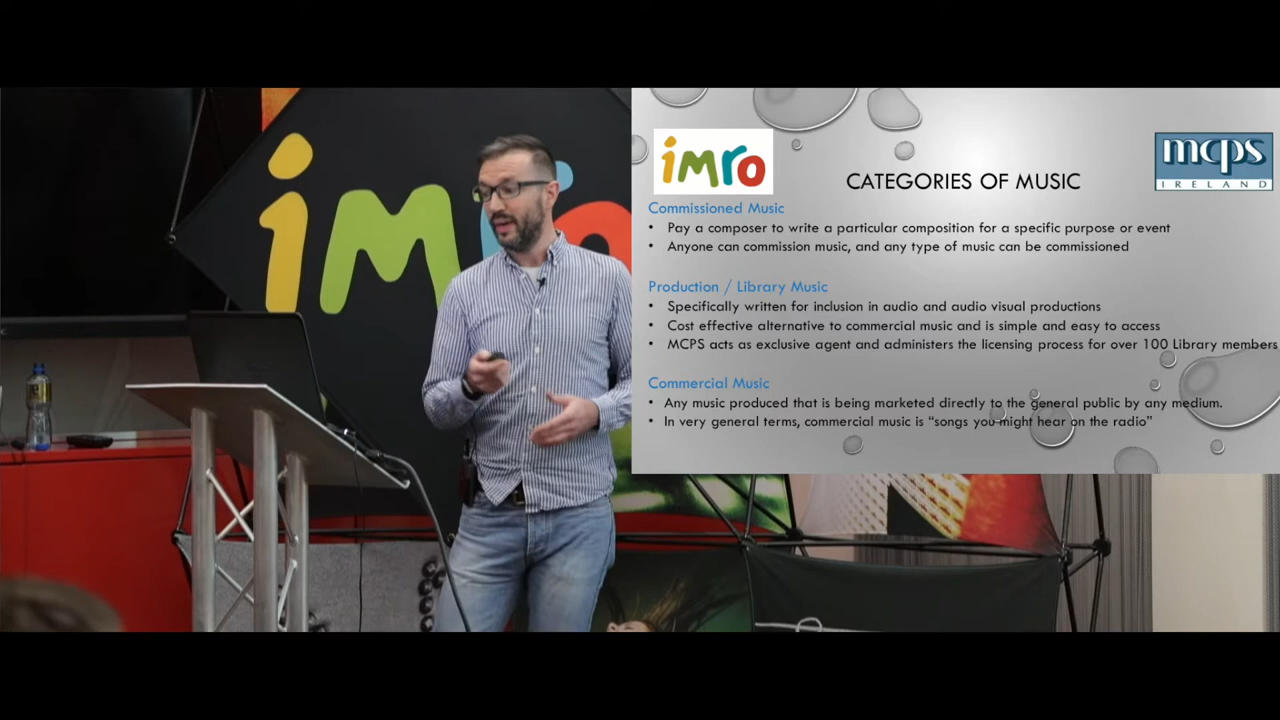 imro
imro
mcps
IRELAND
CATEGORIES OF MUSIC
Commissioned Music
• Pay a composer to write a particular composition for a specific purpose or event
• Anyone can commission music, and any type of music can be commissioned
Production / Library Music
• Specifically written for inclusion in audio and audio visual productions
• Cost effective alternative to commercial music and is simple and easy to access
• MCPS acts as exclusive agent and administers the licensing process for over 100 Library members
Commercial Music
• Any music produced that is being marketed directly to the general public by any medium.
• In very general terms, commercial music is “songs you might hear on the radio”